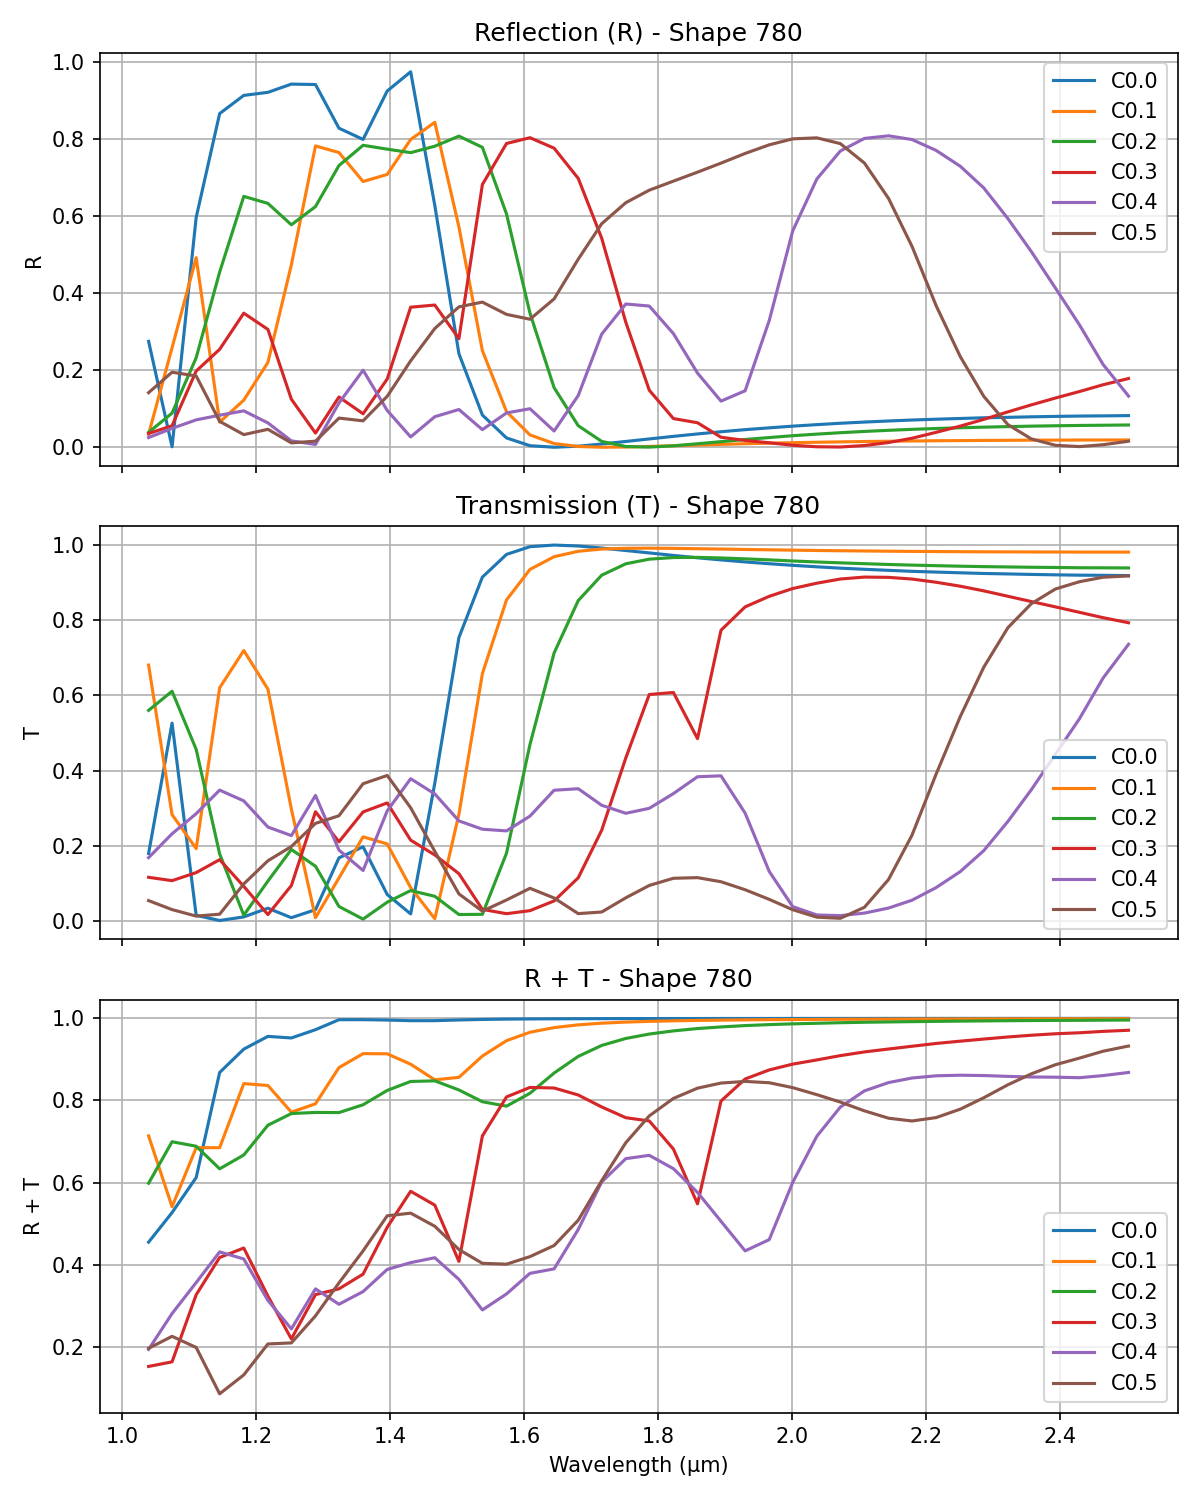 Reflection (R) - Shape 780
1.0
0.8
0.6
0.4
0.2
0.0
R
C0.0
C0.1
C0.2
C0.3
C0.4
C0.5
Transmission (T) - Shape 780
1.0
0.8
0.6
0.4
0.2
0.0
T
C0.0
C0.1
C0.2
C0.3
C0.4
C0.5
R + T - Shape 780
1.0
0.8
0.6
0.4
0.2
R + T
C0.0
C0.1
C0.2
C0.3
C0.4
C0.5
1.0 1.2 1.4 1.6 1.8 2.0 2.2 2.4
Wavelength (μm)